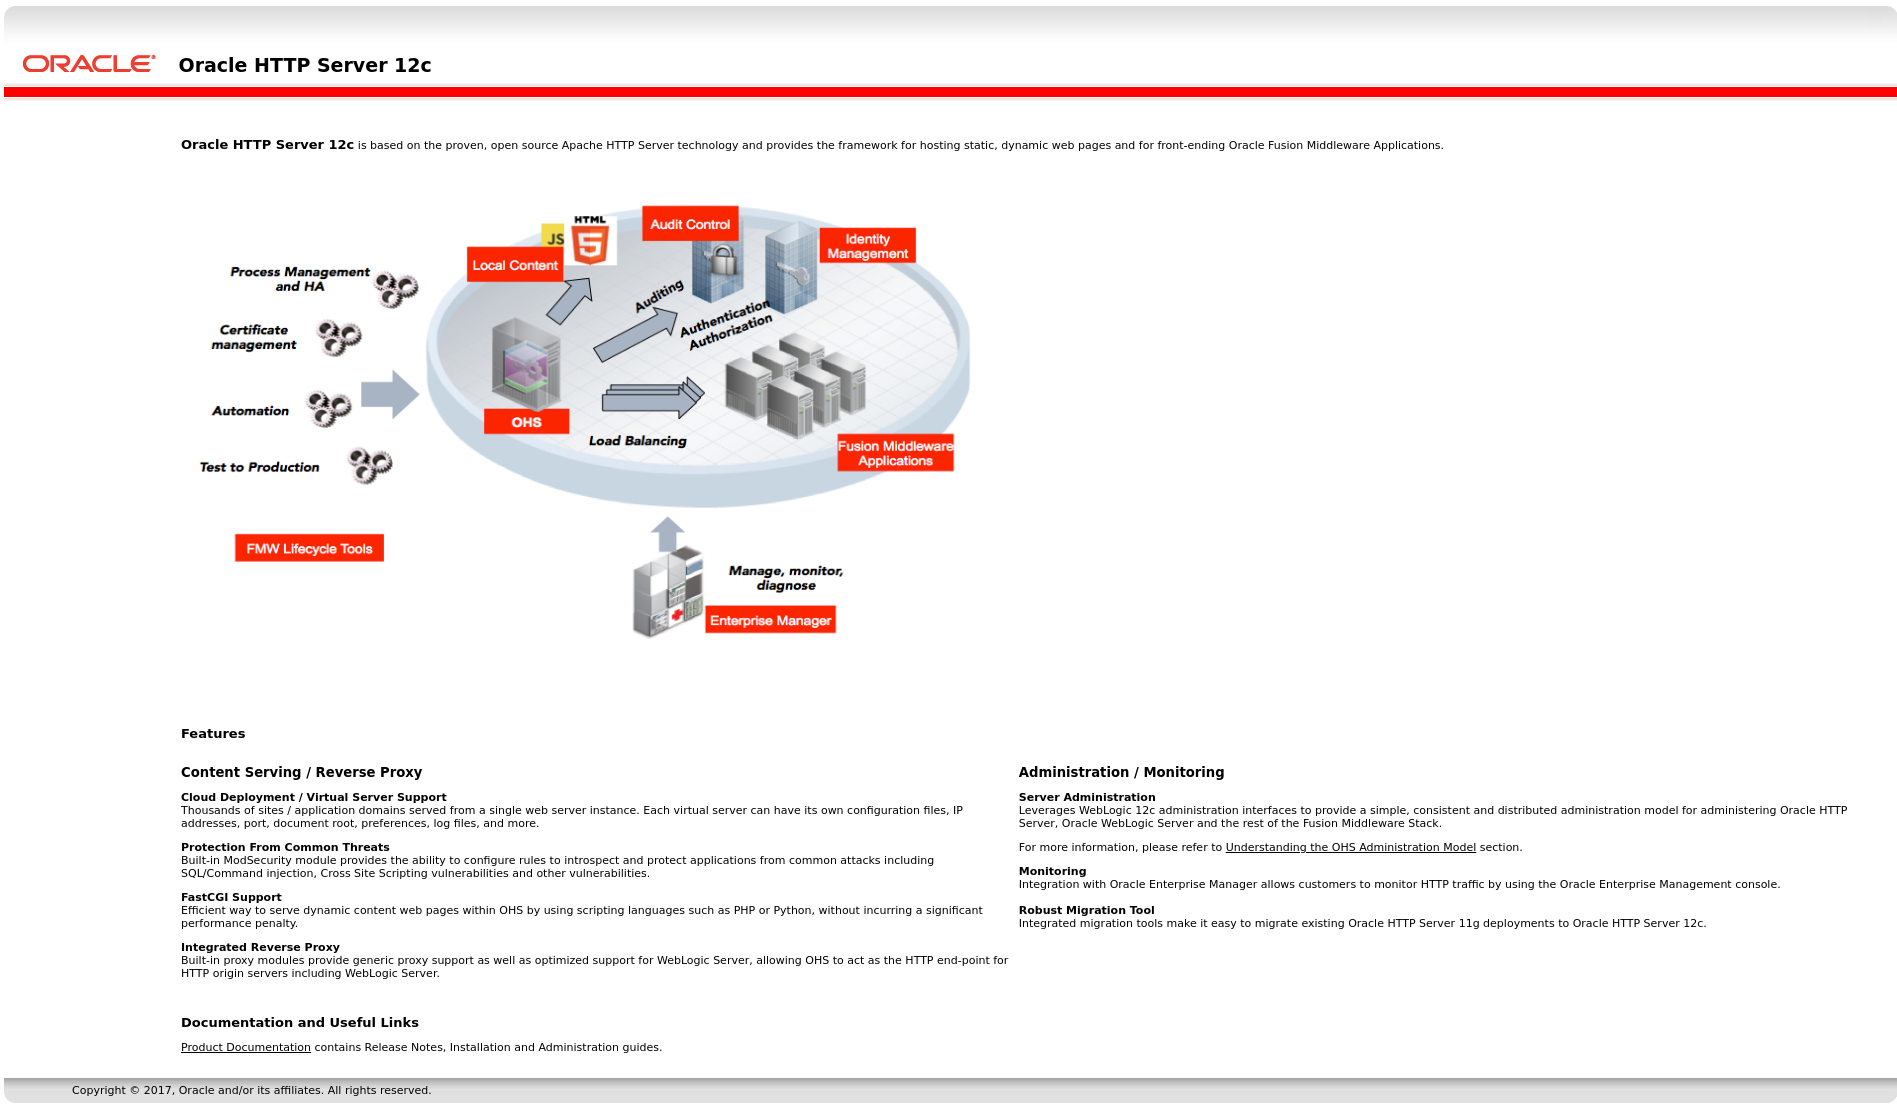 ORACLE
Oracle HTTP Server 12c
Oracle HTTP Server 12c is based on the proven, open source Apache HTTP Server technology and provides the framework for hosting static, dynamic web pages and for front-ending Oracle Fusion Middleware Applications.
HTML
JS
5
Audit Control
Identity
Management
Local Content
Process Management
and HA
Auditing
Authentication
Authorization
Certificate
management
Automation
OHS
Load Balancing
Fusion Middleware
Applications
Test to Production
FMW Lifecycle Tools
Manage, monitor,
diagnose
Enterprise Manager
Features
Content Serving / Reverse Proxy
Cloud Deployment / Virtual Server Support
Thousands of sites / application domains served from a single web server instance. Each virtual server can have its own configuration files, IP
addresses, port, document root, preferences, log files, and more.
Protection From Common Threats
Built-in ModSecurity module provides the ability to configure rules to introspect and protect applications from common attacks including
SQL/Command injection, Cross Site Scripting vulnerabilities and other vulnerabilities.
FastCGI Support
Efficient way to serve dynamic content web pages within OHS by using scripting languages such as PHP or Python, without incurring a significant
performance penalty.
Integrated Reverse Proxy
Built-in proxy modules provide generic proxy support as well as optimized support for WebLogic Server, allowing OHS to act as the HTTP end-point for
HTTP origin servers including WebLogic Server.
Administration / Monitoring
Server Administration
Leverages WebLogic 12c administration interfaces to provide a simple, consistent and distributed administration model for administering Oracle HTTP
Server, Oracle WebLogic Server and the rest of the Fusion Middleware Stack.
For more information, please refer to Understanding the OHS Administration Model section.
Monitoring
Integration with Oracle Enterprise Manager allows customers to monitor HTTP traffic by using the Oracle Enterprise Management console.
Robust Migration Tool
Integrated migration tools make it easy to migrate existing Oracle HTTP Server 11g deployments to Oracle HTTP Server 12c.
Documentation and Useful Links
Product Documentation contains Release Notes, Installation and Administration guides.
Copyright © 2017, Oracle and/or its affiliates. All rights reserved.